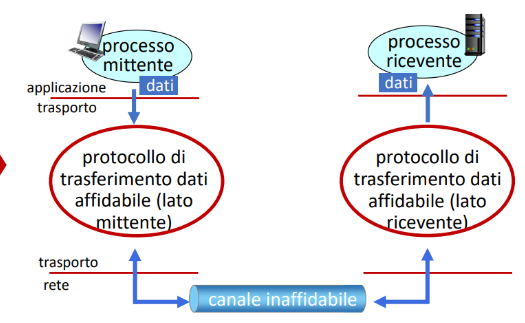 processo
mittente
dati
applicazione
trasporto
protocollo di
trasferimento dati
affidabile (lato
mittente)
trasporto
rete
processo
ricevente
dati
protocollo di
trasferimento dati
affidabile (lato
ricevente)
canale inaffidabile